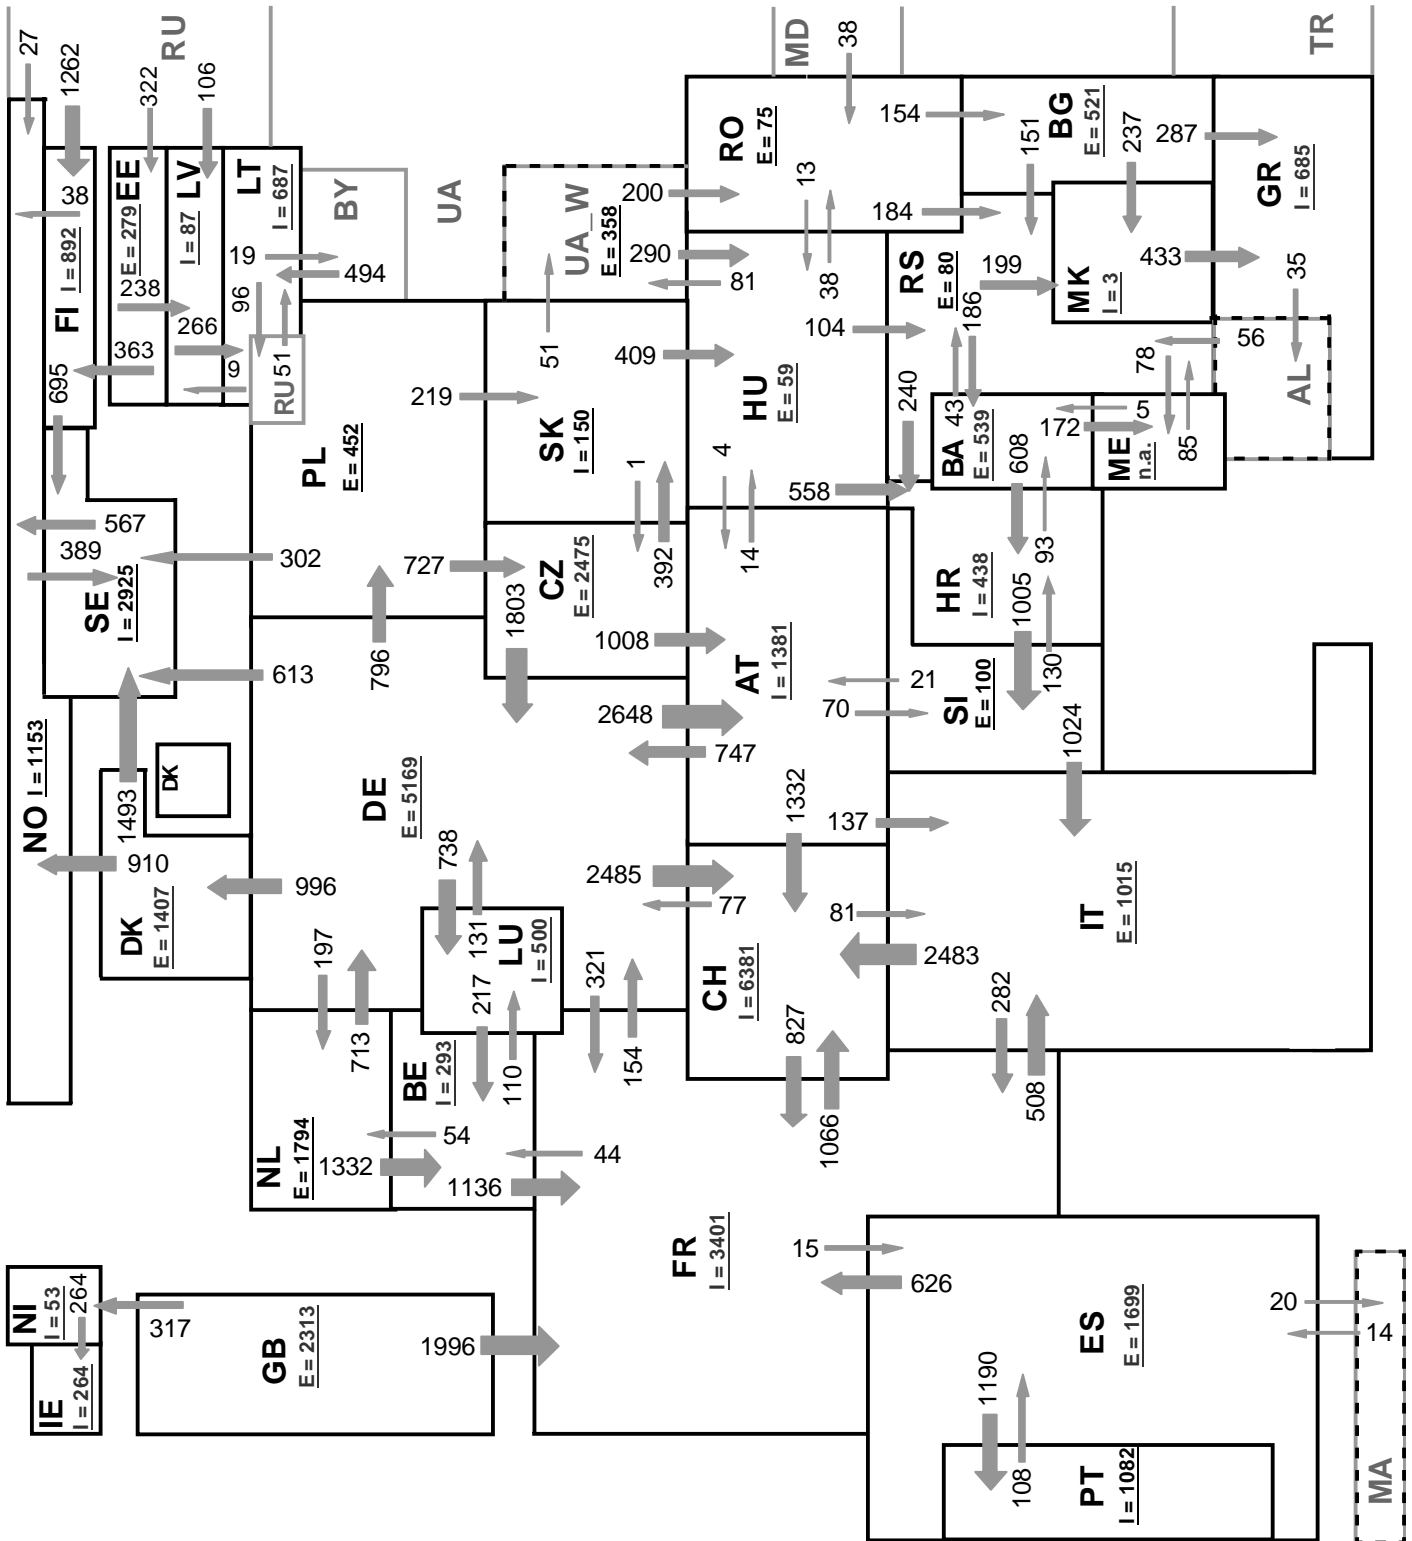 27
1262
RU
322
106
MD
38
TR
38
EE
E = 279
LV
I = 87
LT
I = 687
BY
UA
UA_W
E = 358
RO
E = 75
13
154
BG
E = 521
151
237
287
GR
I = 685
FI
I = 892
200
184
19
494
290
81
38
RS
E = 80
199
433
35
238
96
MK
I = 3
266
363
9
RU
51
51
104
186
56
78
AL
695
409
HU
E = 59
219
SK
I = 150
240
BA
43
E = 539
172
5
ME
n.a.
85
PL
E = 452
1
4
608
558
567
389
302
727
CZ
E = 2475
392
14
93
SE
I = 2925
HR
I = 438
1005
1803
1008
AT
I = 1381
796
130
613
21
70
SI
E = 100
2648
747
1024
NO
I = 1153
DK
DE
E = 5169
1332
137
1493
910
738
2485
77
996
81
IT
E = 1015
DK
E = 1407
131
LU
I = 500
197
217
321
CH
I = 6381
2483
282
827
713
BE
I = 293
110
154
508
1066
54
NL
E = 1794
1332
44
1136
FR
I = 3401
15
626
NI
I = 53
264
317
GB
E = 2313
1996
20
14
ES
E = 1699
IE
I = 264
1190
108
PT
I = 1082
MA